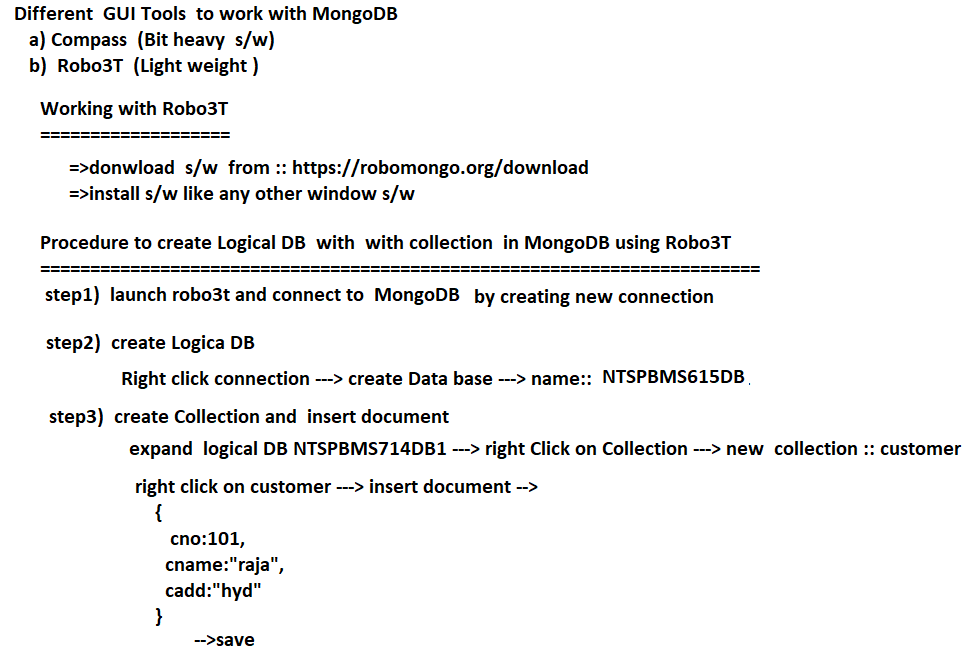 Different GUI Tools to work with MongoDB
a) Compass (Bit heavy s/w)
b) Robo3T (Light weight )
Working with Robo3T
===================
=>donwload s/w from :: https://robomongo.org/download
=>install s/w like any other window s/w
Procedure to create Logical DB with with collection in MongoDB using Robo3T
========================================================================
step1) launch robo3t and connect to MongoDB by creating new connection
step2) create Logica DB
Right click connection ---> create Data base ---> name:: NTSPBMS615DB.
step3) create Collection and insert document
expand logical DB NTSPBMS714DB1 ---> right Click on Collection ---> new collection :: customer
right click on customer ---> insert document -->
{
cno:101,
cname:"raja",
cadd:"hyd"
}
-->save